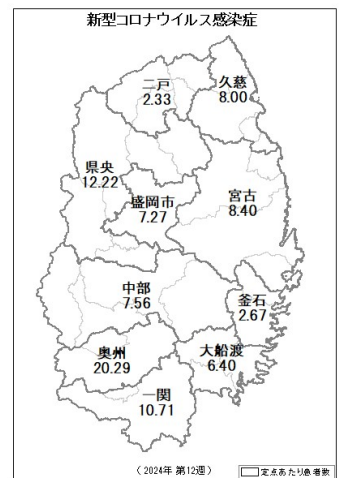 新型コロナウイルス感染症
二戸
2.33
久慈
8.00
県央
12.22
盛岡市
7.27
宮古
8.40
中部
7.56
釜石
2.67
奥州
20.29
大船渡
6.40
一関
10.71
（2024年 第12週）
定点あたり患者数